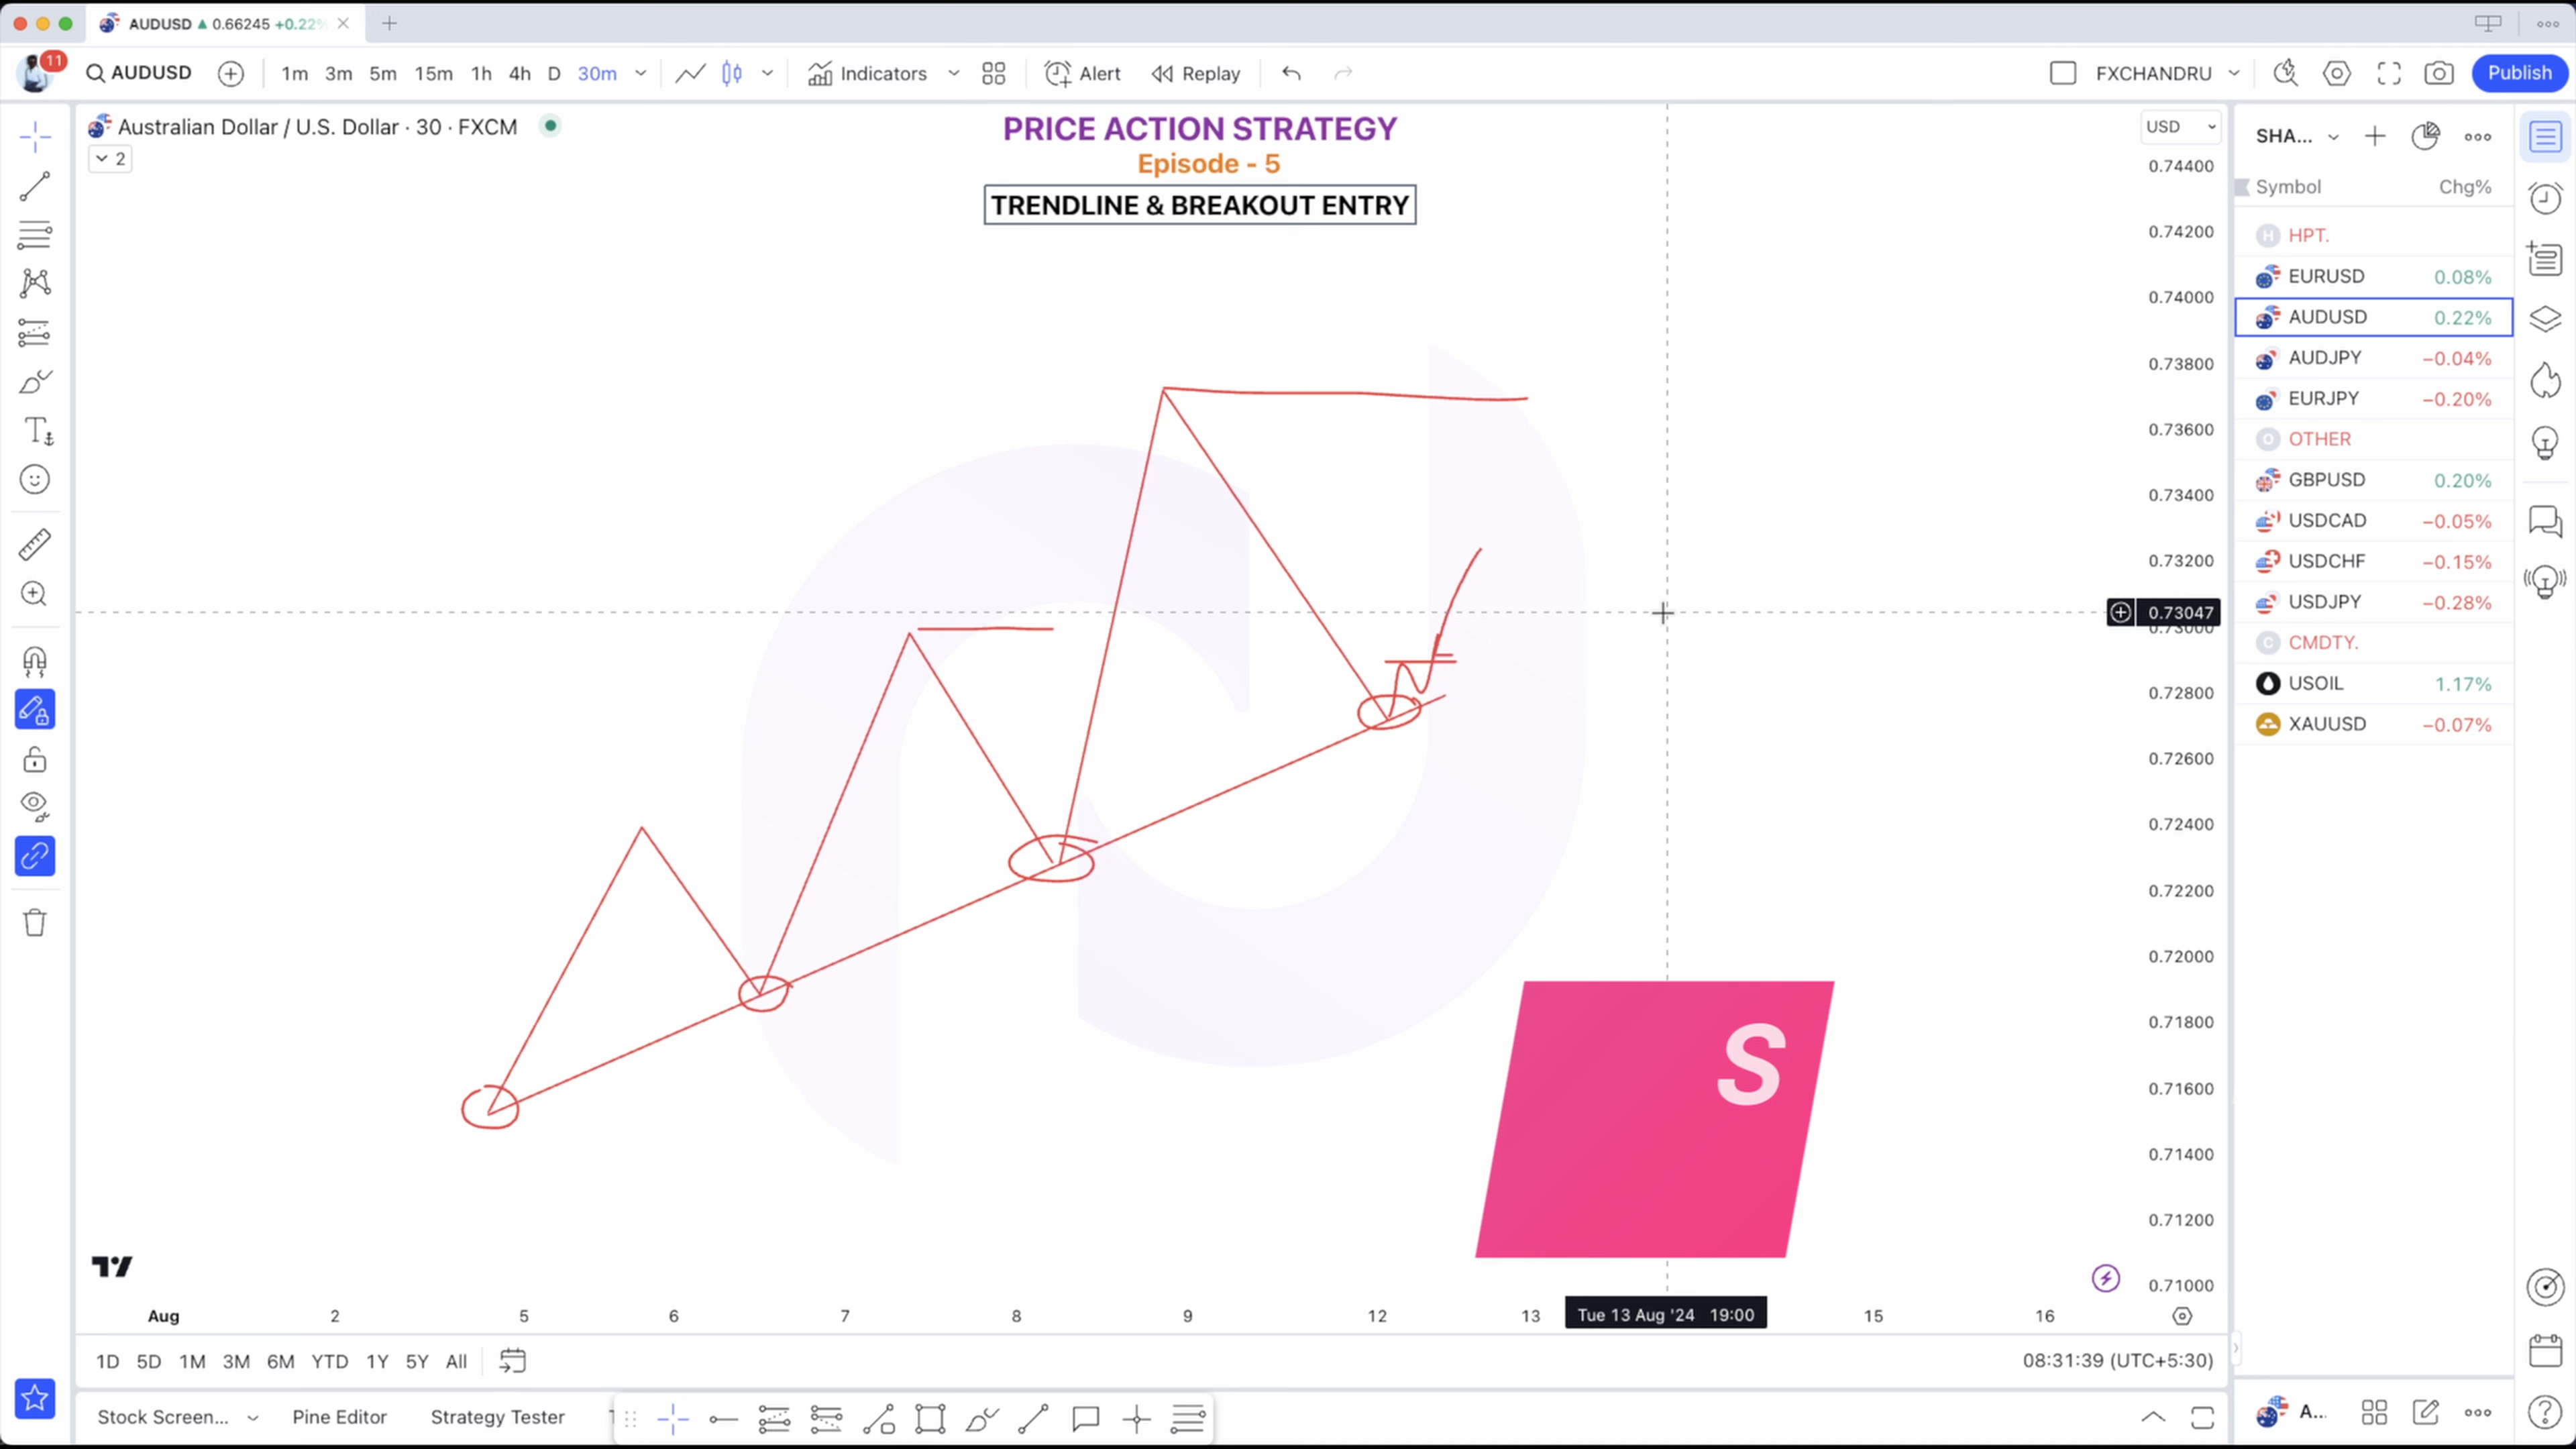 AUDUSD ▲ 0.66245 +0.22%
11
AUDUSD
1m 3m 5m 15m 1h 4h D 30m
Indicators
Alert
Replay
FXCHANDRU
Publish
Australian Dollar / U.S. Dollar · 30 · FXCM
2
PRICE ACTION STRATEGY
Episode - 5
TRENDLINE & BREAKOUT ENTRY
USD
0.74400
0.74200
0.74000
0.73800
0.73600
0.73400
0.73200
0.73047
0.73000
0.72800
0.72600
0.72400
0.72200
0.72000
0.71800
0.71600
0.71400
0.71200
0.71000
S
SHA...
Symbol Chg%
HPT.
EURUSD 0.08%
AUDUSD 0.22%
AUDJPY −0.04%
EURJPY −0.20%
OTHER
GBPUSD 0.20%
USDCAD −0.05%
USDCHF −0.15%
USDJPY −0.28%
CMDTY.
USOIL 1.17%
XAUUSD −0.07%
Aug 2 5 6 7 8 9 12 13 Tue 13 Aug '24 19:00 15 16
1D 5D 1M 3M 6M YTD 1Y 5Y All
08:31:39 (UTC+5:30)
Stock Screen... Pine Editor Strategy Tester
A...